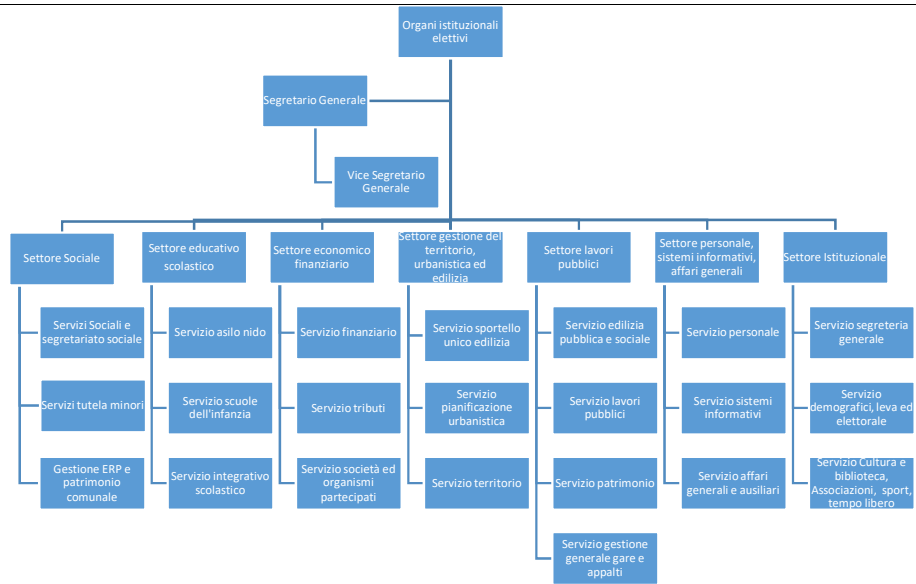 Organi istituzionali
elettivi
Segretario Generale
Vice Segretario
Generale
Settore Sociale
Settore educativo
scolastico
Settore economico
finanziario
Settore gestione del
territorio,
urbanistica ed
edilizia
Settore lavori
pubblici
Settore personale,
sistemi informativi,
affari generali
Settore Istituzionale
Servizi Sociali e
segretariato sociale
Servizio asilo nido
Servizio finanziario
Servizio sportello
unico edilizia
Servizio edilizia
pubblica e sociale
Servizio personale
Servizio segreteria
generale
Servizi tutela minori
Servizio scuole
dell'infanzia
Servizio tributi
Servizio
pianificazione
urbanistica
Servizio lavori
pubblici
Servizio sistemi
informativi
Servizio
demografici, leva ed
elettorale
Gestione ERP e
patrimonio
comunale
Servizio integrativo
scolastico
Servizio società ed
organismi
partecipati
Servizio territorio
Servizio patrimonio
Servizio affari
generali e ausiliari
Servizio Cultura e
biblioteca,
Associazioni, sport,
tempo libero
Servizio gestione
generale gare e
appalti